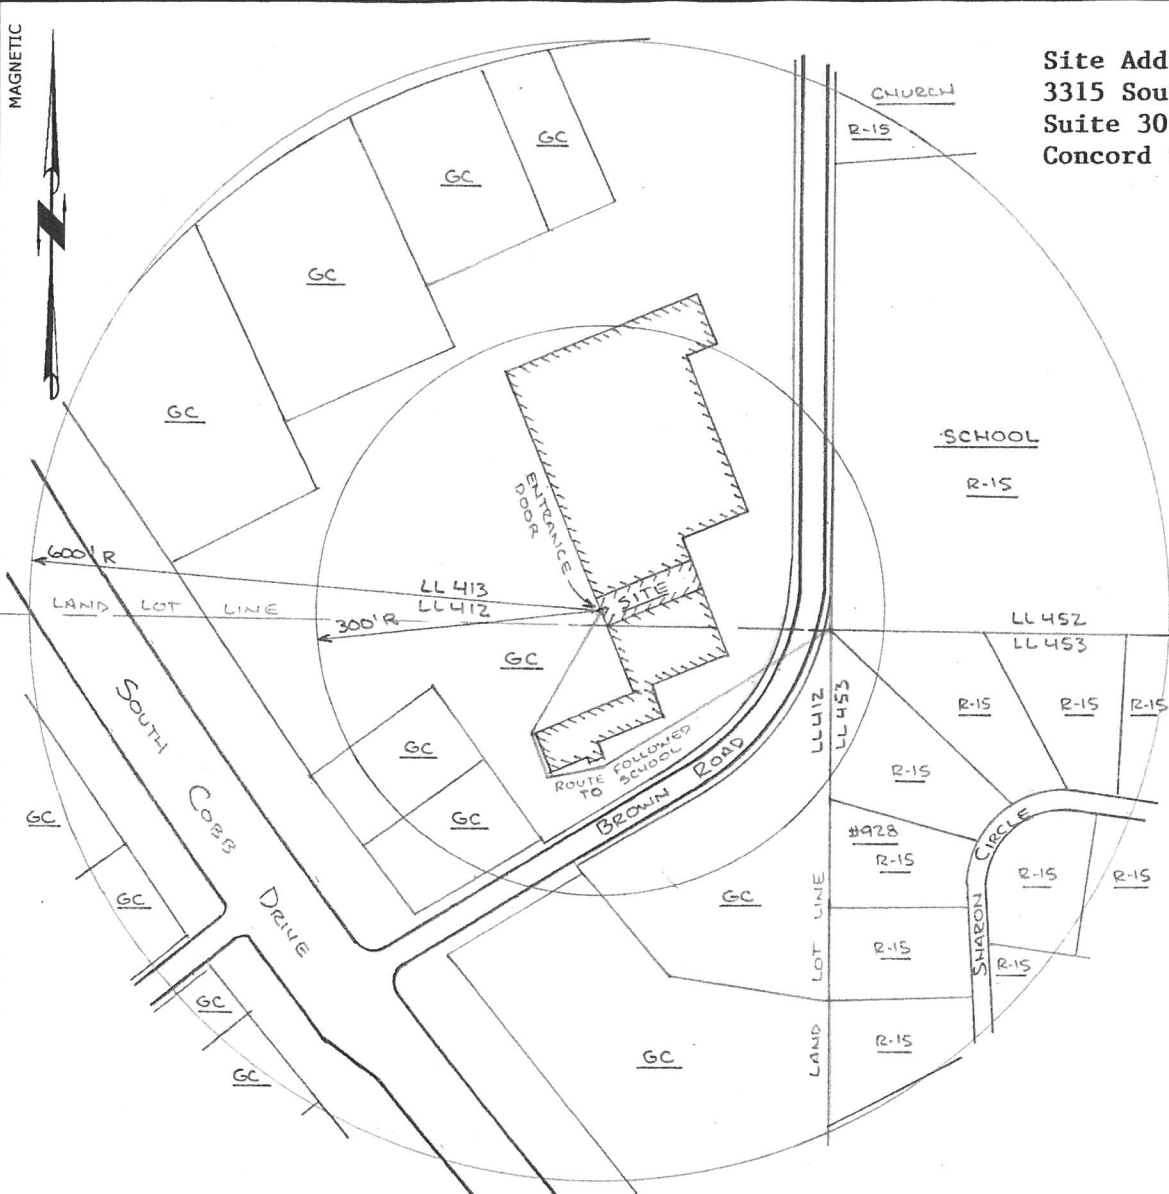 MAGNETIC
Site Add
3315 Sou
Suite 30
Concord
CHURCH
R-15
GC
GC
GC
GC
SCHOOL
R-15
ENTRANCE
DOOR
600' R
LL 413
LL 412
LAND LOT LINE
300' R
SITE
LL 452
LL 453
GC
LL 412
LL 453
R-15
R-15
R-15
SOUTH COBB DRIVE
GC
GC
ROUTE FOLLOWED
TO SCHOOL
BROWN ROAD
R-15
#928
R-15
SHARON CIRCLE
R-15
R-15
GC
GC
GC
LAND LOT LINE
R-15
R-15
GC
GC
GC
R-15